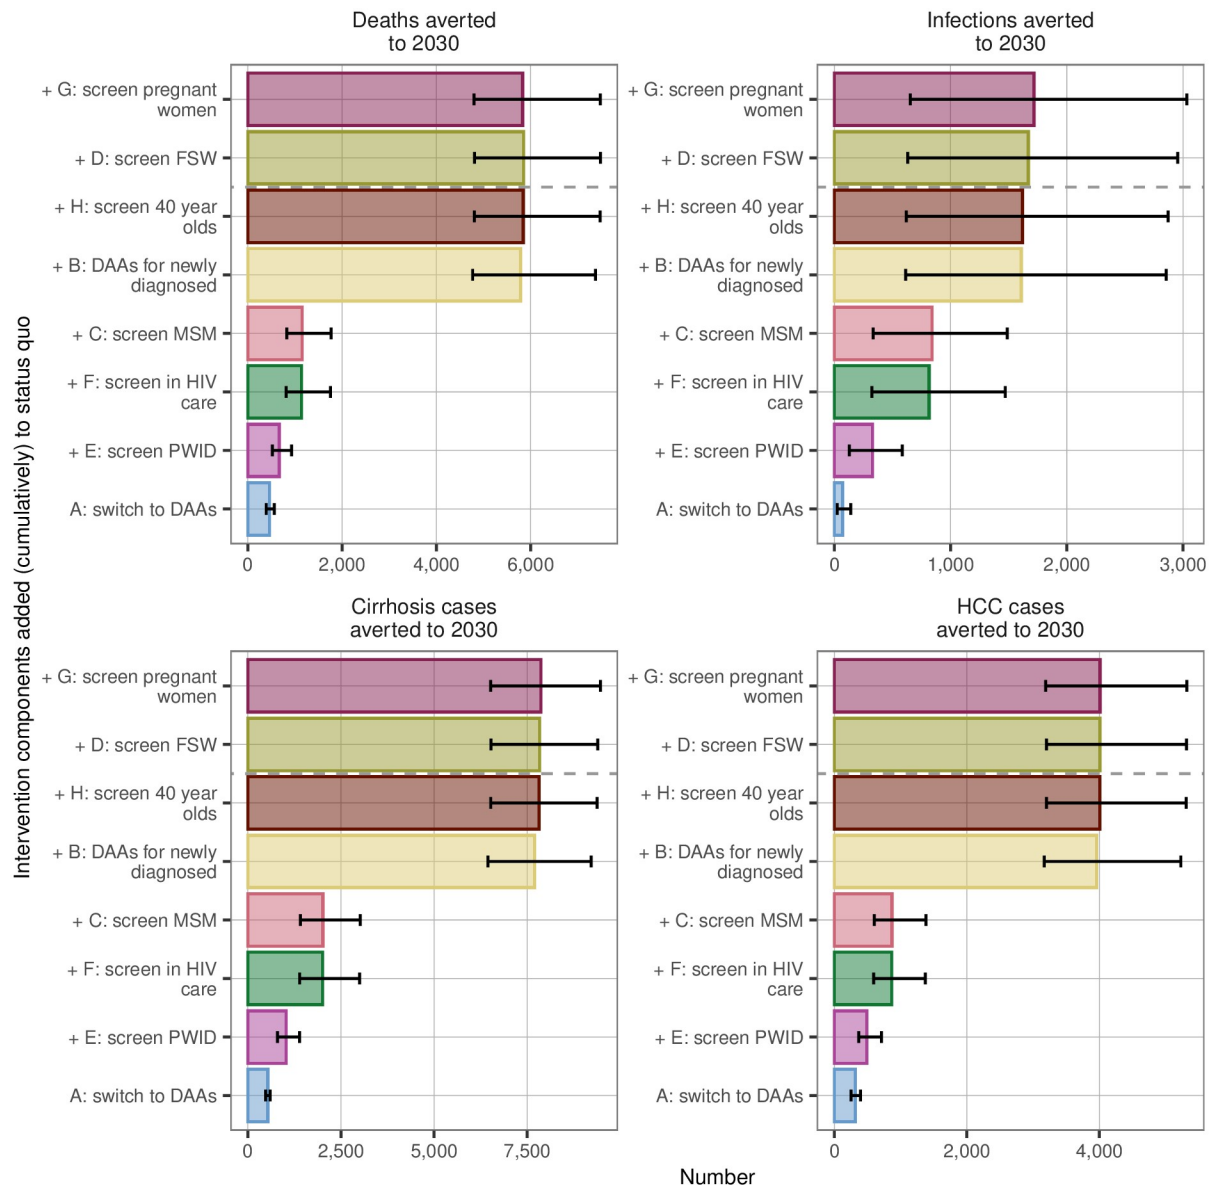 Deaths averted
to 2030
+ G: screen pregnant
women
+ D: screen FSW
+ H: screen 40 year
olds
+ B: DAAs for newly
diagnosed
+ C: screen MSM
+ F: screen in HIV
care
+ E: screen PWID
A: switch to DAAs
0 2,000 4,000 6,000
Infections averted
to 2030
+ G: screen pregnant
women
+ D: screen FSW
+ H: screen 40 year
olds
+ B: DAAs for newly
diagnosed
+ C: screen MSM
+ F: screen in HIV
care
+ E: screen PWID
A: switch to DAAs
0 1,000 2,000 3,000
Cirrhosis cases
averted to 2030
+ G: screen pregnant
women
+ D: screen FSW
+ H: screen 40 year
olds
+ B: DAAs for newly
diagnosed
+ C: screen MSM
+ F: screen in HIV
care
+ E: screen PWID
A: switch to DAAs
0 2,500 5,000 7,500
HCC cases
averted to 2030
+ G: screen pregnant
women
+ D: screen FSW
+ H: screen 40 year
olds
+ B: DAAs for newly
diagnosed
+ C: screen MSM
+ F: screen in HIV
care
+ E: screen PWID
A: switch to DAAs
0 2,000 4,000
Number
Intervention components added (cumulatively) to status quo